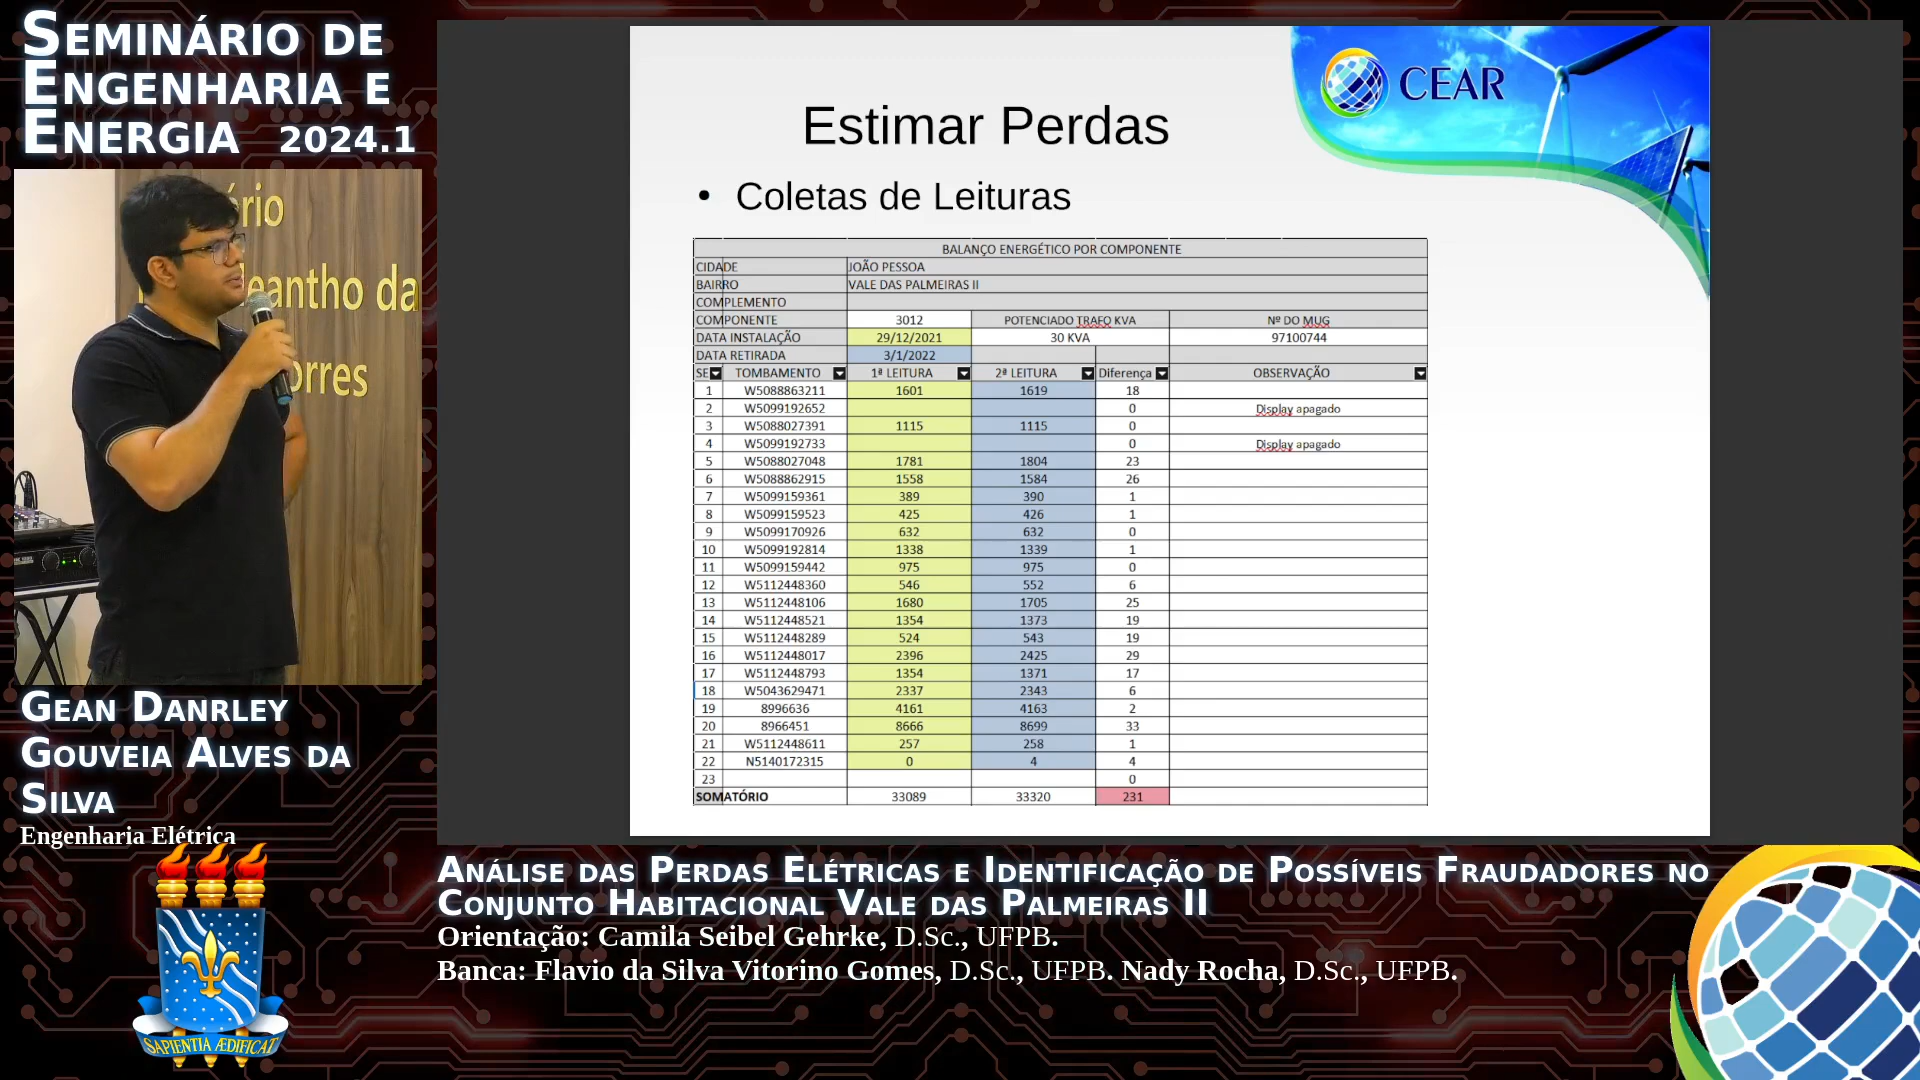 SEMINÁRIO DE
ENGENHARIA E
ENERGIA 2024.1
ário
eantho da
orres
GEAN DANRLEY
GOUVEIA ALVES DA
SILVA
Engenharia Elétrica
SAPIENTIA ÆDIFICAT
CEAR
Estimar Perdas
• Coletas de Leituras
BALANÇO ENERGÉTICO POR COMPONENTE
CIDADE JOÃO PESSOA
BAIRRO VALE DAS PALMEIRAS II
COMPLEMENTO
COMPONENTE 3012 POTENCIADO TRAFO KVA Nº DO MUG
DATA INSTALAÇÃO 29/12/2021 30 KVA 97100744
DATA RETIRADA 3/1/2022
SE TOMBAMENTO 1ª LEITURA 2ª LEITURA Diferença OBSERVAÇÃO
1 W5088863211 1601 1619 18
2 W5099192652 0 Display apagado
3 W5088027391 1115 1115 0
4 W5099192733 0 Display apagado
5 W5088027048 1781 1804 23
6 W5088862915 1558 1584 26
7 W5099159361 389 390 1
8 W5099159523 425 426 1
9 W5099170926 632 632 0
10 W5099192814 1338 1339 1
11 W5099159442 975 975 0
12 W5112448360 546 552 6
13 W5112448106 1680 1705 25
14 W5112448521 1354 1373 19
15 W5112448289 524 543 19
16 W5112448017 2396 2425 29
17 W5112448793 1354 1371 17
18 W5043629471 2337 2343 6
19 8996636 4161 4163 2
20 8966451 8666 8699 33
21 W5112448611 257 258 1
22 N5140172315 0 4 4
23 0
SOMATÓRIO 33089 33320 231
ANÁLISE DAS PERDAS ELÉTRICAS E IDENTIFICAÇÃO DE POSSÍVEIS FRAUDADORES NO
CONJUNTO HABITACIONAL VALE DAS PALMEIRAS II
Orientação: Camila Seibel Gehrke, D.Sc., UFPB.
Banca: Flavio da Silva Vitorino Gomes, D.Sc., UFPB. Nady Rocha, D.Sc., UFPB.